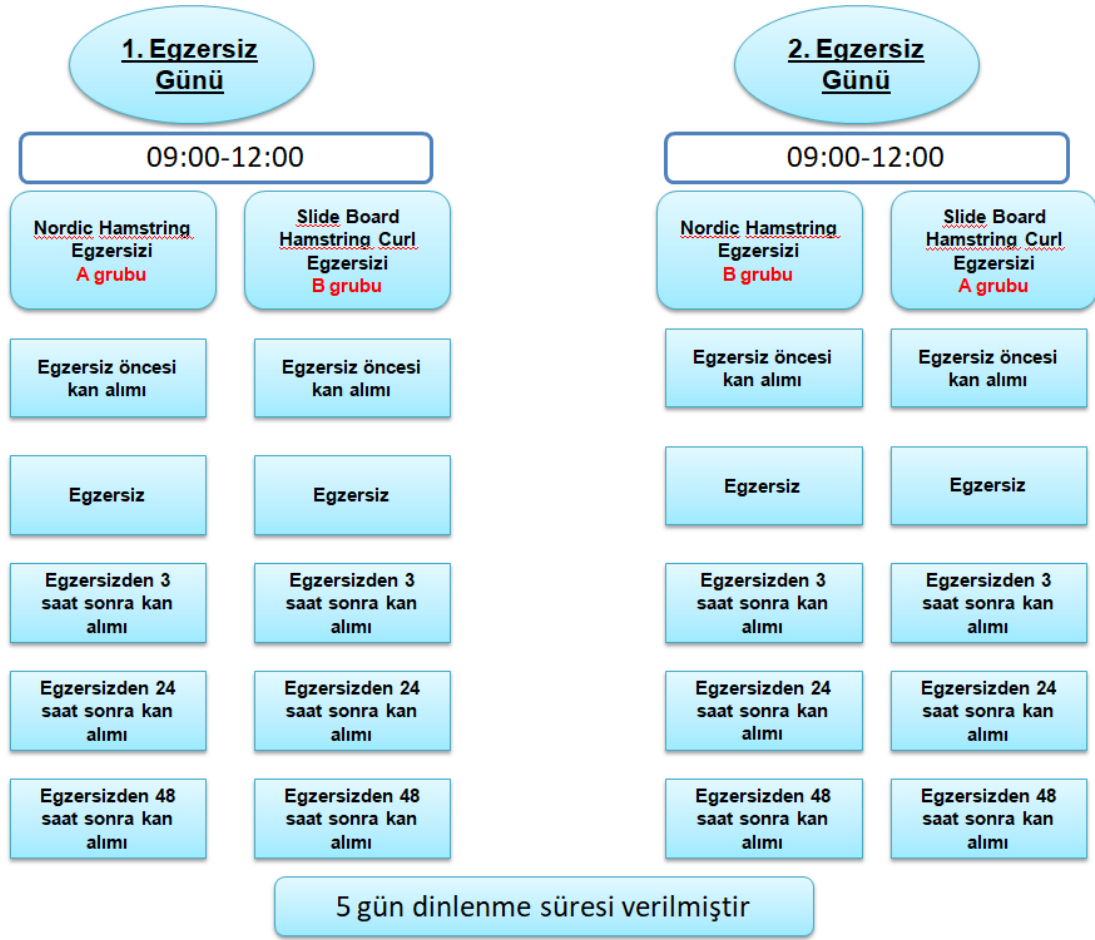 1. Egzersiz
Günü
09:00-12:00
Nordic Hamstring
Egzersizi
A grubu
Slide Board
Hamstring Curl
Egzersizi
B grubu
Egzersiz öncesi
kan alımı
Egzersiz öncesi
kan alımı
Egzersiz
Egzersiz
Egzersizden 3
saat sonra kan
alımı
Egzersizden 3
saat sonra kan
alımı
Egzersizden 24
saat sonra kan
alımı
Egzersizden 24
saat sonra kan
alımı
Egzersizden 48
saat sonra kan
alımı
Egzersizden 48
saat sonra kan
alımı
2. Egzersiz
Günü
09:00-12:00
Nordic Hamstring
Egzersizi
B grubu
Slide Board
Hamstring Curl
Egzersizi
A grubu
Egzersiz öncesi
kan alımı
Egzersiz öncesi
kan alımı
Egzersiz
Egzersiz
Egzersizden 3
saat sonra kan
alımı
Egzersizden 3
saat sonra kan
alımı
Egzersizden 24
saat sonra kan
alımı
Egzersizden 24
saat sonra kan
alımı
Egzersizden 48
saat sonra kan
alımı
Egzersizden 48
saat sonra kan
alımı
5 gün dinlenme süresi verilmiştir